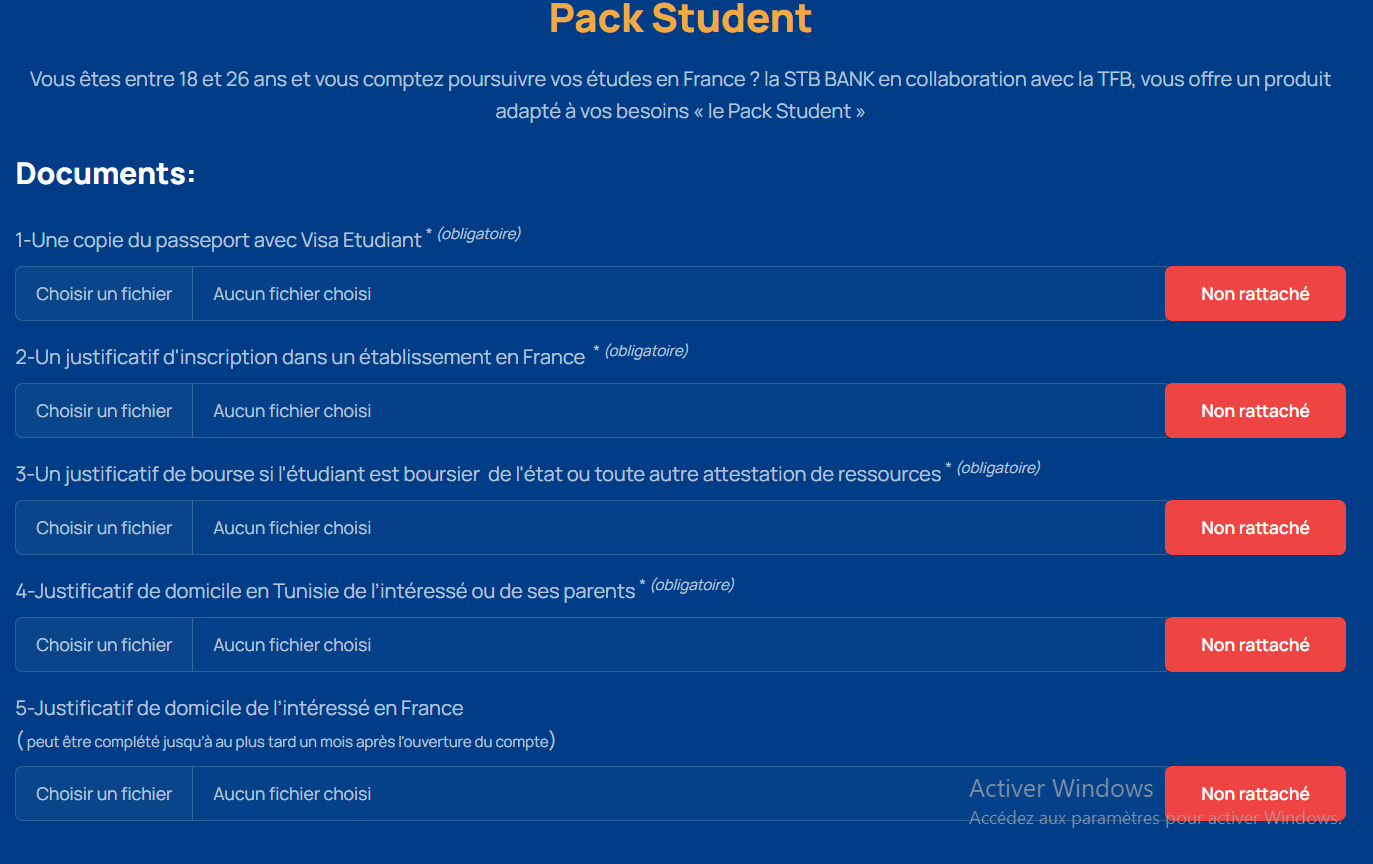 Pack Student
Vous êtes entre 18 et 26 ans et vous comptez poursuivre vos études en France ? la STB BANK en collaboration avec la TFB, vous offre un produit
adapté à vos besoins « le Pack Student »
Documents:
1-Une copie du passeport avec Visa Etudiant * (obligatoire)
Choisir un fichier Aucun fichier choisi Non rattaché
2-Un justificatif d'inscription dans un établissement en France * (obligatoire)
Choisir un fichier Aucun fichier choisi Non rattaché
3-Un justificatif de bourse si l'étudiant est boursier de l'état ou toute autre attestation de ressources * (obligatoire)
Choisir un fichier Aucun fichier choisi Non rattaché
4-Justificatif de domicile en Tunisie de l’intéressé ou de ses parents * (obligatoire)
Choisir un fichier Aucun fichier choisi Non rattaché
5-Justificatif de domicile de l’intéressé en France
( peut être complété jusqu'à au plus tard un mois après l'ouverture du compte)
Choisir un fichier Aucun fichier choisi Non rattaché
Activer Windows
Accédez aux paramètres pour activer Windows.